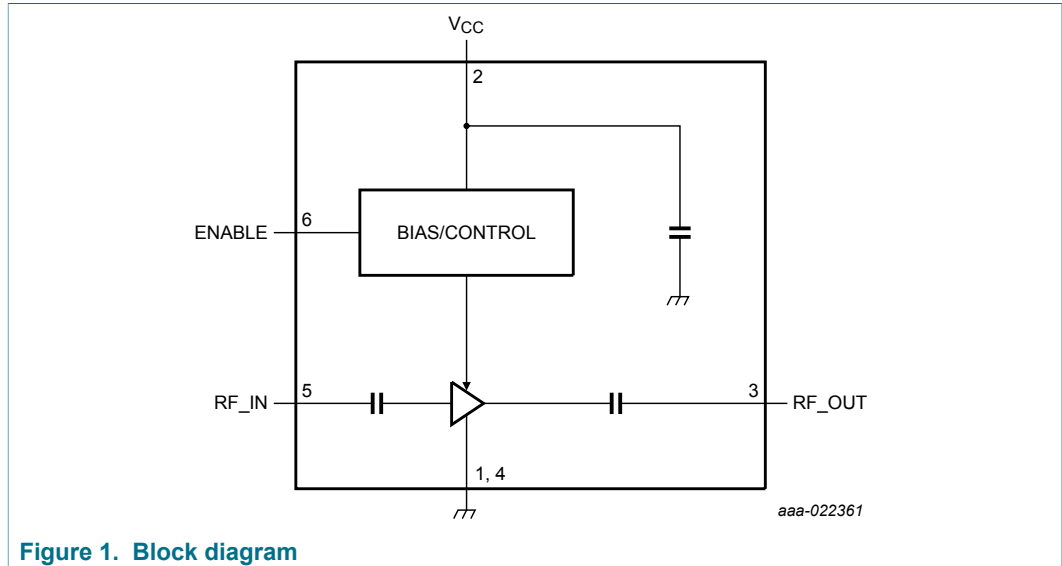 VCC
2
6
ENABLE
BIAS/CONTROL
5
RF_IN
3
RF_OUT
1, 4
aaa-022361
Figure 1. Block diagram